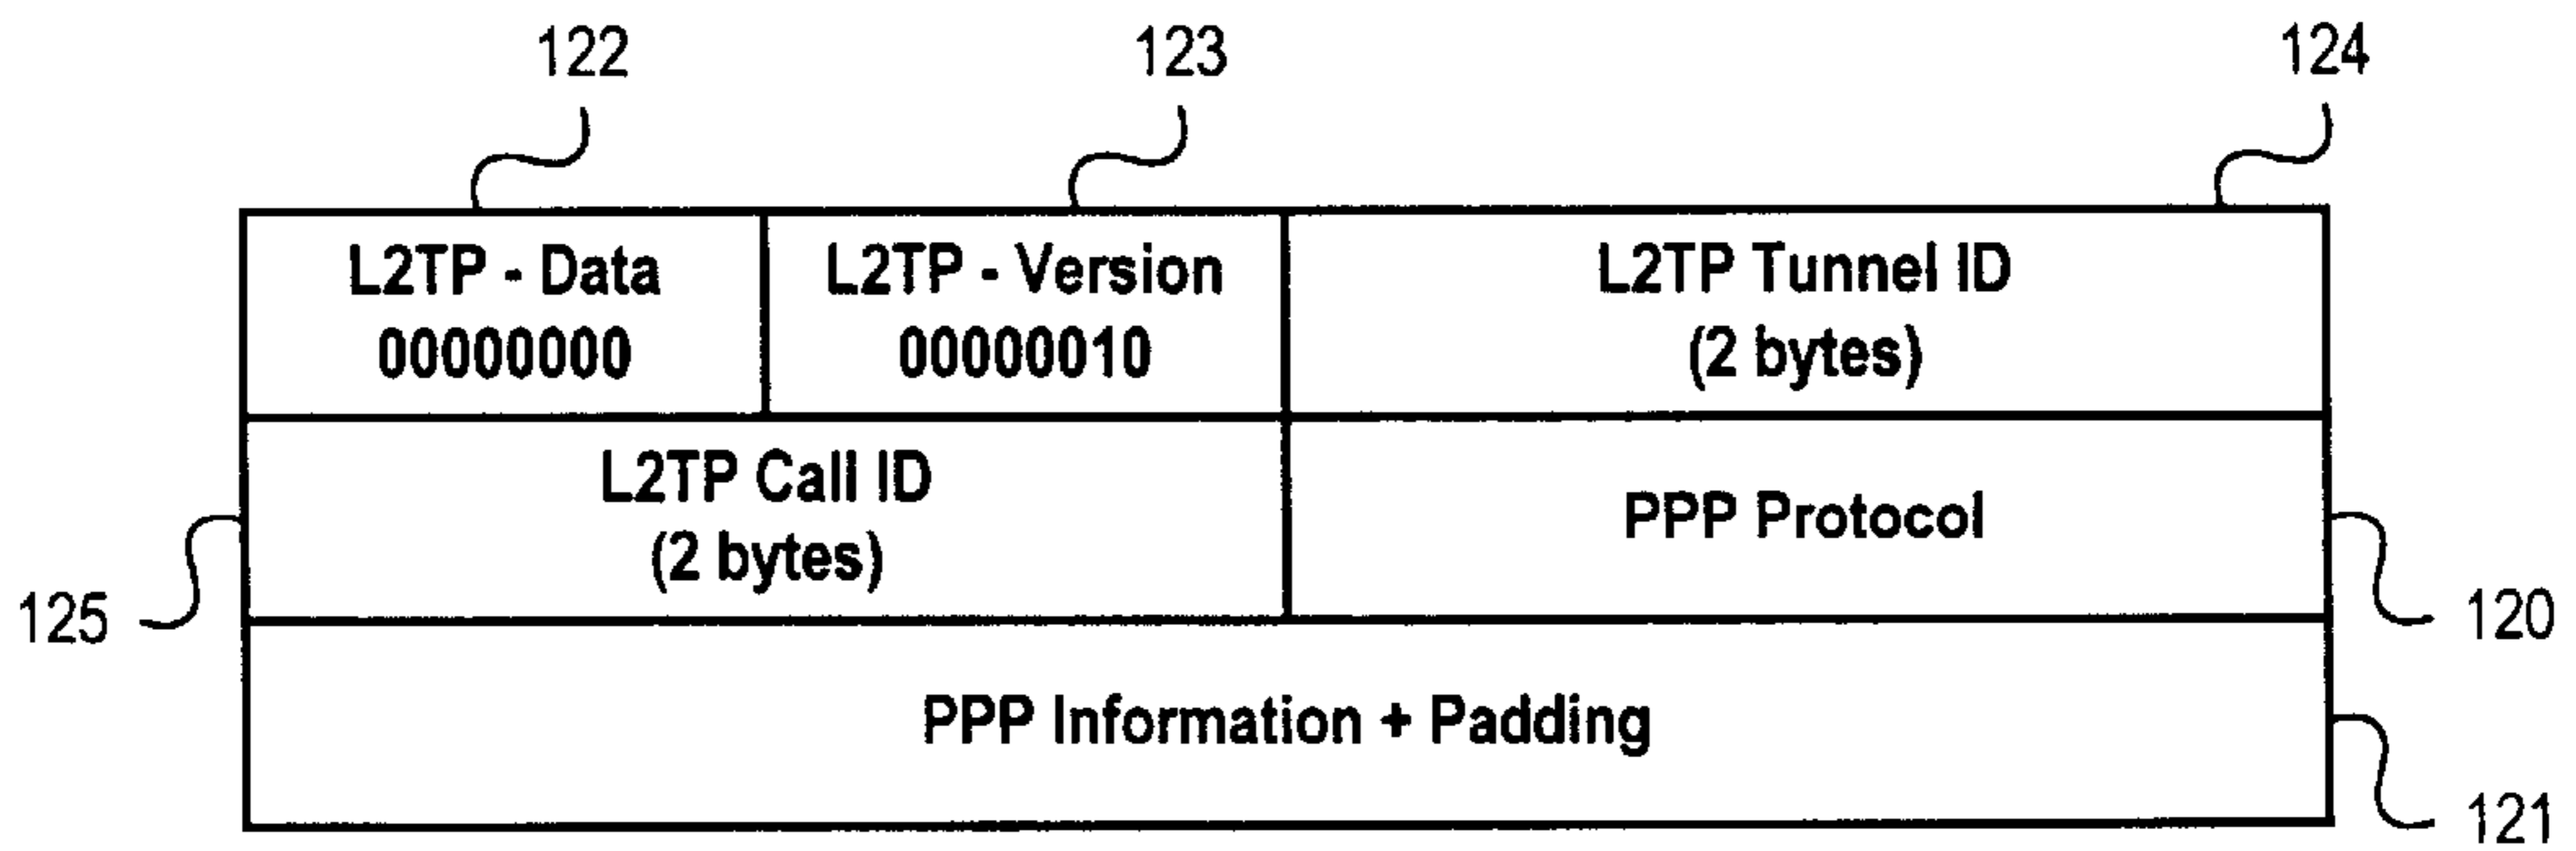 122
123
124
L2TP - Data
00000000
L2TP - Version
00000010
L2TP Tunnel ID
(2 bytes)
L2TP Call ID
(2 bytes)
PPP Protocol
125
120
PPP Information + Padding
121